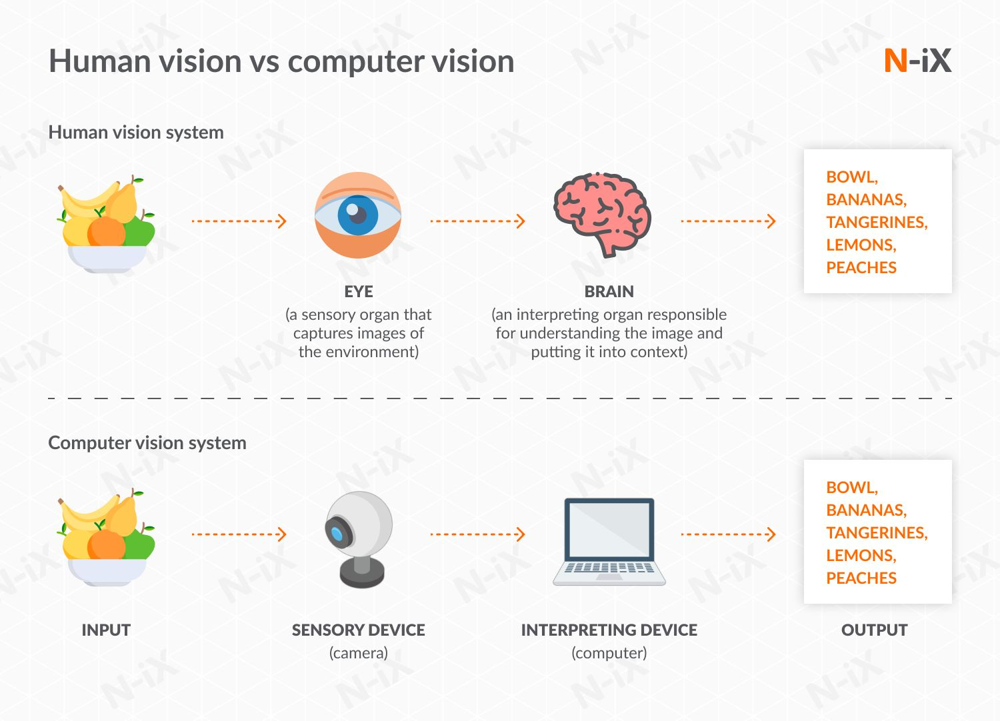 Human vision vs computer vision
N-iX
Human vision system
BOWL,
BANANAS,
TANGERINES,
LEMONS,
PEACHES
EYE
(a sensory organ that
captures images of
the environment)
BRAIN
(an interpreting organ responsible
for understanding the image and
putting it into context)
Computer vision system
BOWL,
BANANAS,
TANGERINES,
LEMONS,
PEACHES
INPUT
SENSORY DEVICE
(camera)
INTERPRETING DEVICE
(computer)
OUTPUT